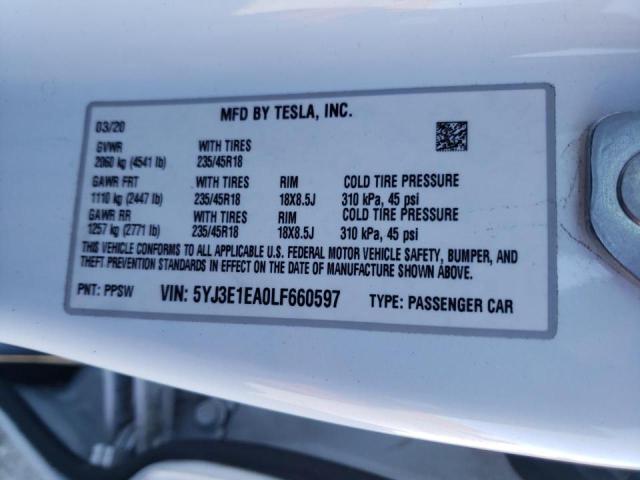 MFD BY TESLA, INC.
03/20
GVWR WITH TIRES
2060 kg (4541 lb) 235/45R18
GAWR FRT WITH TIRES RIM COLD TIRE PRESSURE
1110 kg (2447 lb) 235/45R18 18X8.5J 310 kPa, 45 psi
GAWR RR WITH TIRES RIM COLD TIRE PRESSURE
1257 kg (2771 lb) 235/45R18 18X8.5J 310 kPa, 45 psi
THIS VEHICLE CONFORMS TO ALL APPLICABLE U.S. FEDERAL MOTOR VEHICLE SAFETY, BUMPER, AND
THEFT PREVENTION STANDARDS IN EFFECT ON THE DATE OF MANUFACTURE SHOWN ABOVE.
PNT: PPSW VIN: 5YJ3E1EA0LF660597 TYPE: PASSENGER CAR